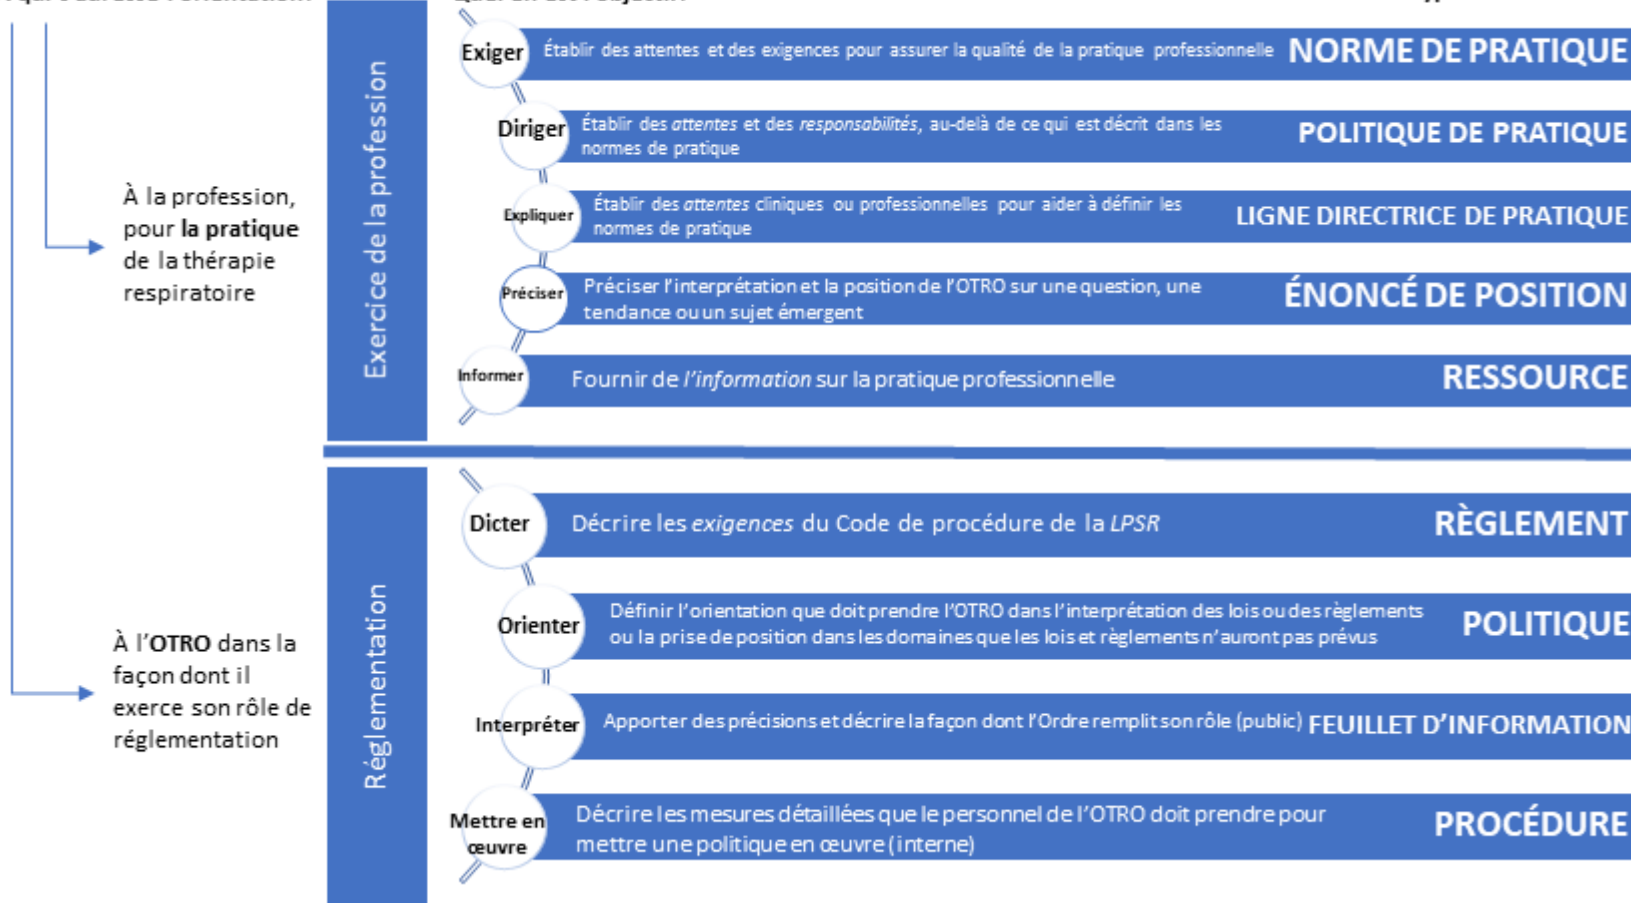 À la profession,
pour la pratique
de la thérapie
respiratoire
Exercice de la profession
Exiger
Établir des attentes et des exigences pour assurer la qualité de la pratique professionnelle
NORME DE PRATIQUE
Diriger
Établir des attentes et des responsabilités, au-delà de ce qui est décrit dans les
normes de pratique
POLITIQUE DE PRATIQUE
Expliquer
Établir des attentes cliniques ou professionnelles pour aider à définir les
normes de pratique
LIGNE DIRECTRICE DE PRATIQUE
Préciser
Préciser l'interprétation et la position de l'OTRO sur une question, une
tendance ou un sujet émergent
ÉNONCÉ DE POSITION
Informer
Fournir de l'information sur la pratique professionnelle
RESSOURCE
À l'OTRO dans la
façon dont il
exerce son rôle de
réglementation
Réglementation
Dicter
Décrire les exigences du Code de procédure de la LPSR
RÈGLEMENT
Orienter
Définir l'orientation que doit prendre l'OTRO dans l'interprétation des lois ou des règlements
ou la prise de position dans les domaines que les lois et règlements n'auront pas prévus
POLITIQUE
Interpréter
Apporter des précisions et décrire la façon dont l'Ordre remplit son rôle (public)
FEUILLET D'INFORMATION
Mettre en
œuvre
Décrire les mesures détaillées que le personnel de l'OTRO doit prendre pour
mettre une politique en œuvre (interne)
PROCÉDURE